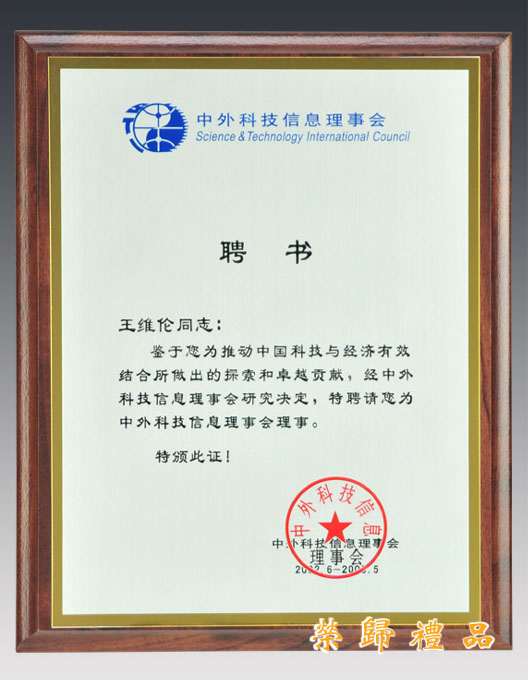 中外科技信息理事会
Science & Technology International Council
聘 书
王维伦同志：
鉴于您为推动中国科技与经济有效
结合所做出的探索和卓越贡献，经中外
科技信息理事会研究决定，特聘请您为
中外科技信息理事会理事。
特颁此证！
中外科技信息
理事会
中外科技信息理事会
榮歸禮品